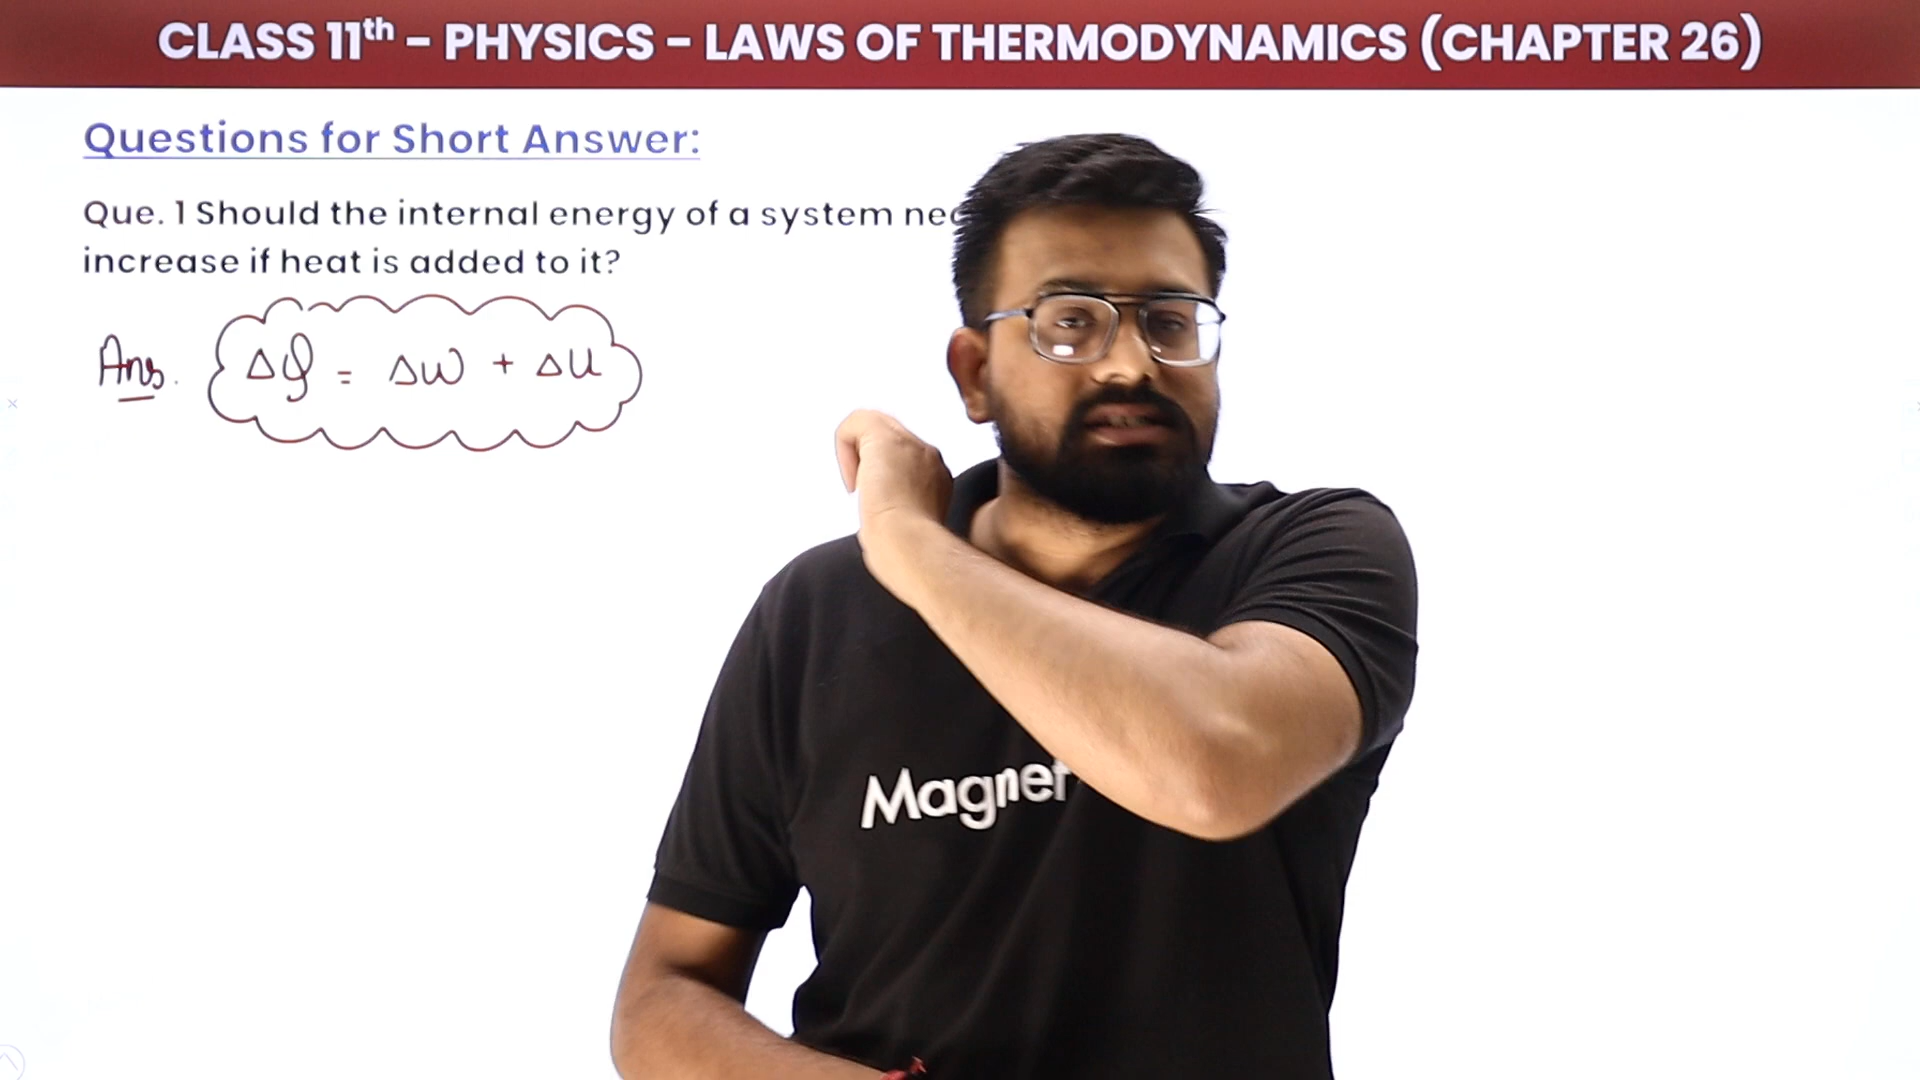 CLASS 11th - PHYSICS - LAWS OF THERMODYNAMICS (CHAPTER 26)
Questions for Short Answer:
Que. 1 Should the internal energy of a system
increase if heat is added to it?
Ans. ΔQ = ΔW + ΔU
Magnet